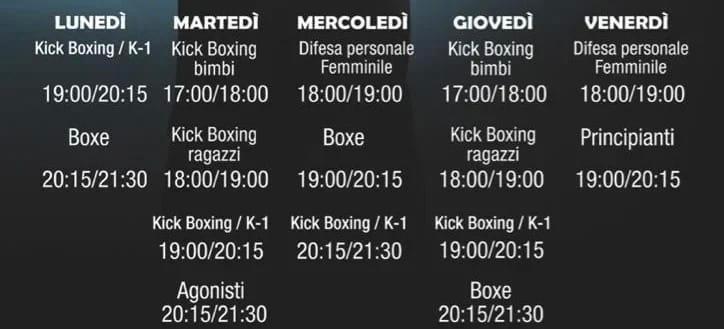 LUNEDÌ MARTEDÌ MERCOLEDÌ GIOVEDÌ VENERDÌ
Kick Boxing / K-1
19:00/20:15
Boxe
20:15/21:30
Kick Boxing
bimbi
17:00/18:00
Kick Boxing
ragazzi
18:00/19:00
Kick Boxing / K-1
19:00/20:15
Agonisti
20:15/21:30
Difesa personale
Femminile
18:00/19:00
Boxe
19:00/20:15
Kick Boxing / K-1
20:15/21:30
Kick Boxing
bimbi
17:00/18:00
Kick Boxing
ragazzi
18:00/19:00
Kick Boxing / K-1
19:00/20:15
Boxe
20:15/21:30
Difesa personale
Femminile
18:00/19:00
Principianti
19:00/20:15